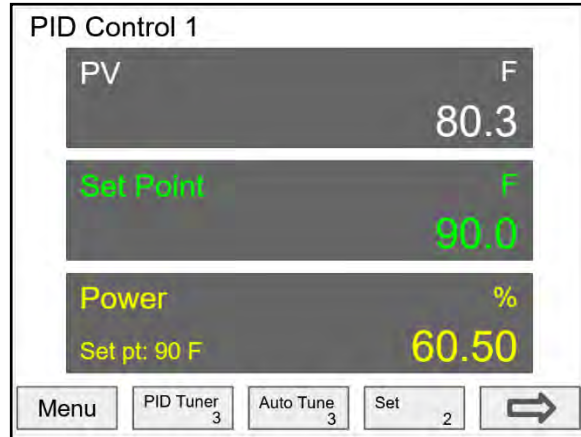 PID Control 1
PV F
80.3
Set Point F
90.0
Power %
Set pt: 90 F 60.50
Menu PID Tuner 3 Auto Tune 3 Set 2